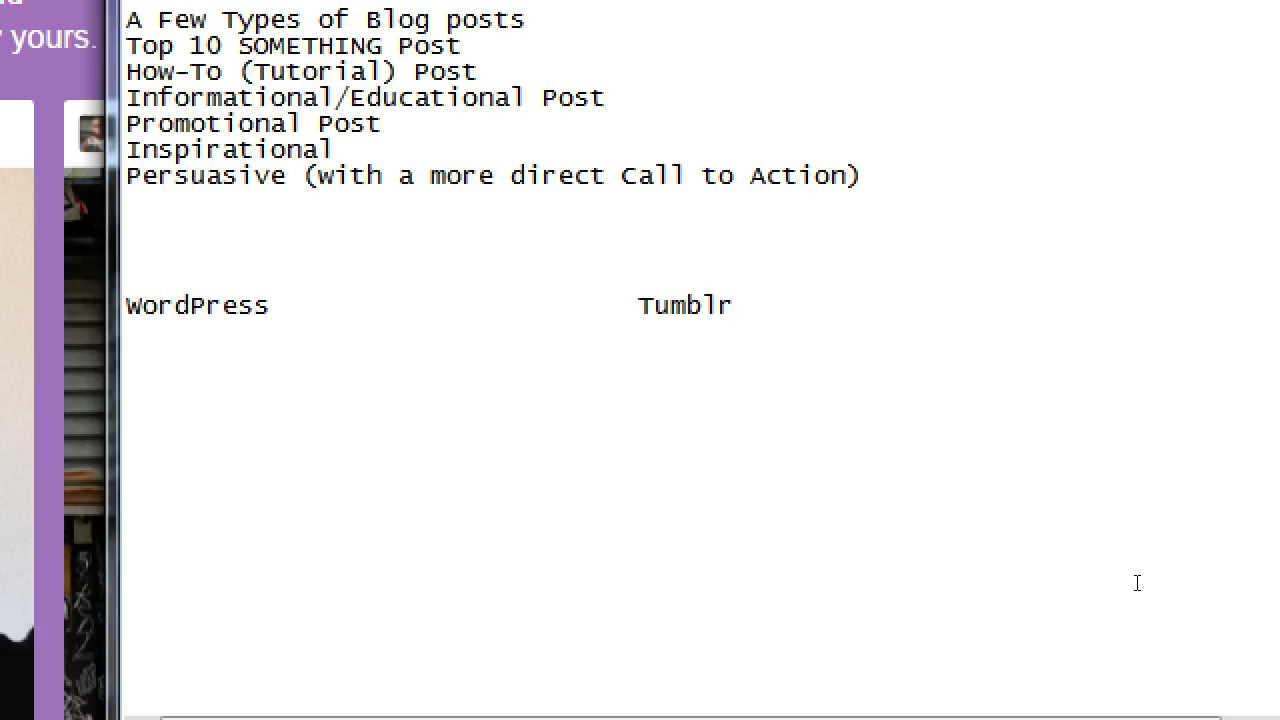 yours.
A Few Types of Blog posts
Top 10 SOMETHING Post
How-To (Tutorial) Post
Informational/Educational Post
Promotional Post
Inspirational
Persuasive (with a more direct Call to Action)
WordPress Tumblr